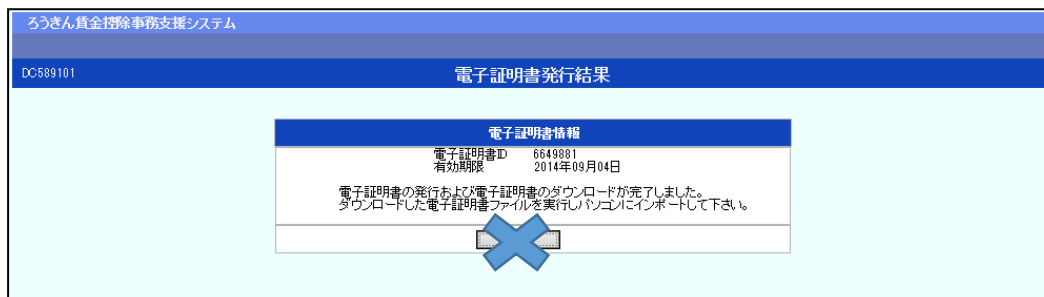 ろうきん賃金控除事務支援システム
DC589101
電子証明書発行結果
電子証明書情報
電子証明書ID 6649881
有効期限 2014年09月04日
電子証明書の発行および電子証明書のダウンロードが完了しました。
ダウンロードした電子証明書ファイルを実行しパソコンにインポートして下さい。